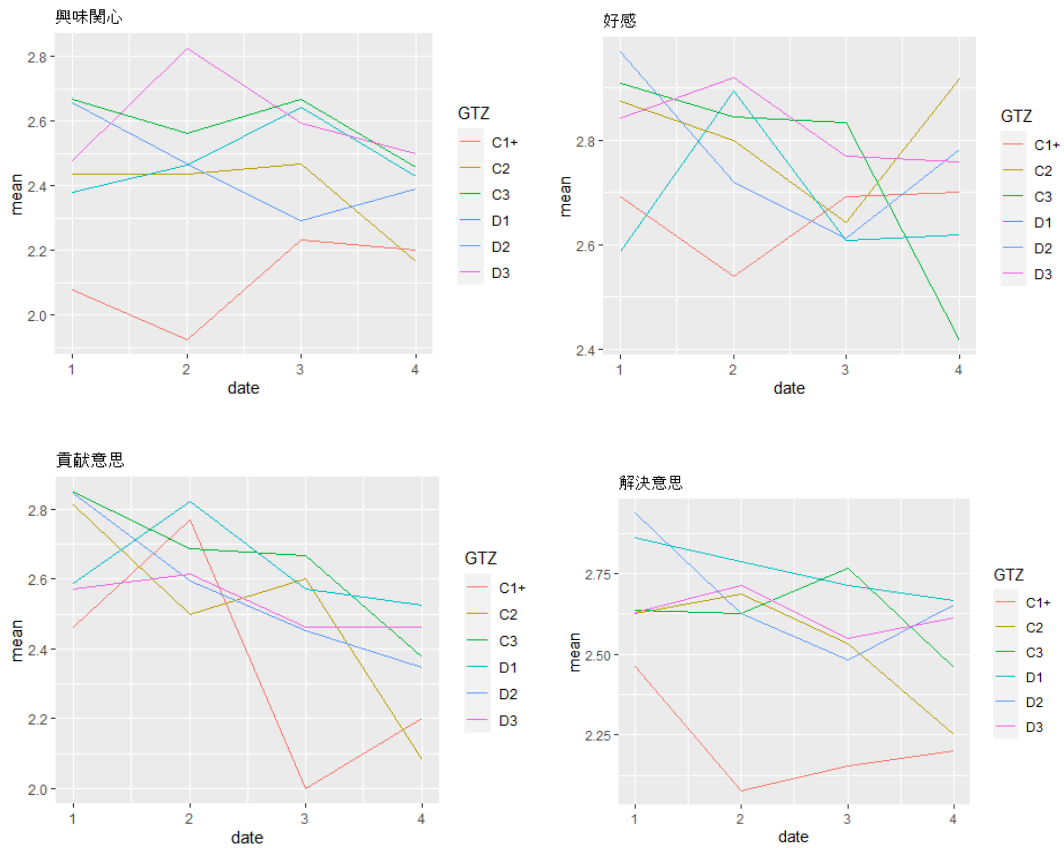 興味関心
2.8
2.6
2.4
2.2
2.0
mean
1 2 3 4
date
GTZ
C1+
C2
C3
D1
D2
D3
好感
2.8
2.6
2.4
mean
1 2 3 4
date
GTZ
C1+
C2
C3
D1
D2
D3
貢献意思
2.8
2.6
2.4
2.2
2.0
mean
1 2 3 4
date
GTZ
C1+
C2
C3
D1
D2
D3
解決意思
2.75
2.50
2.25
mean
1 2 3 4
date
GTZ
C1+
C2
C3
D1
D2
D3